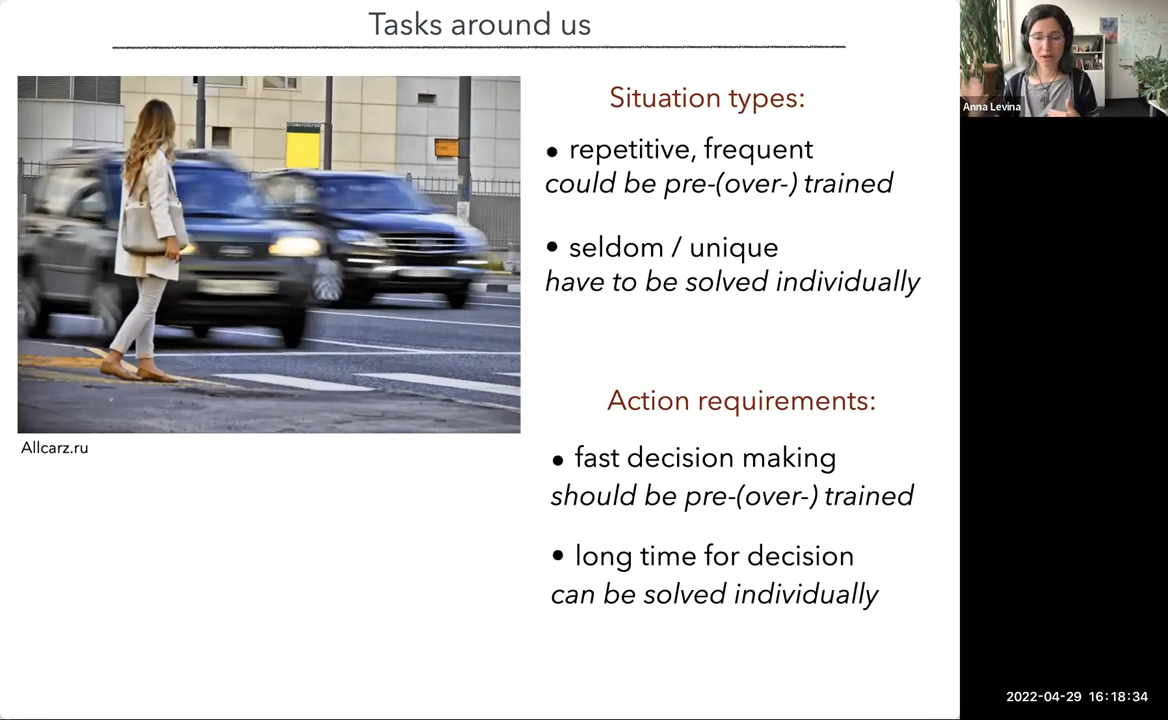 Tasks around us
Situation types:
• repetitive, frequent
could be pre-(over-) trained
• seldom / unique
have to be solved individually
Action requirements:
• fast decision making
should be pre-(over-) trained
• long time for decision
can be solved individually
СТОМАТОЛОГИЯ
Allcarz.ru
Anna Levina
2022-04-29 16:18:34